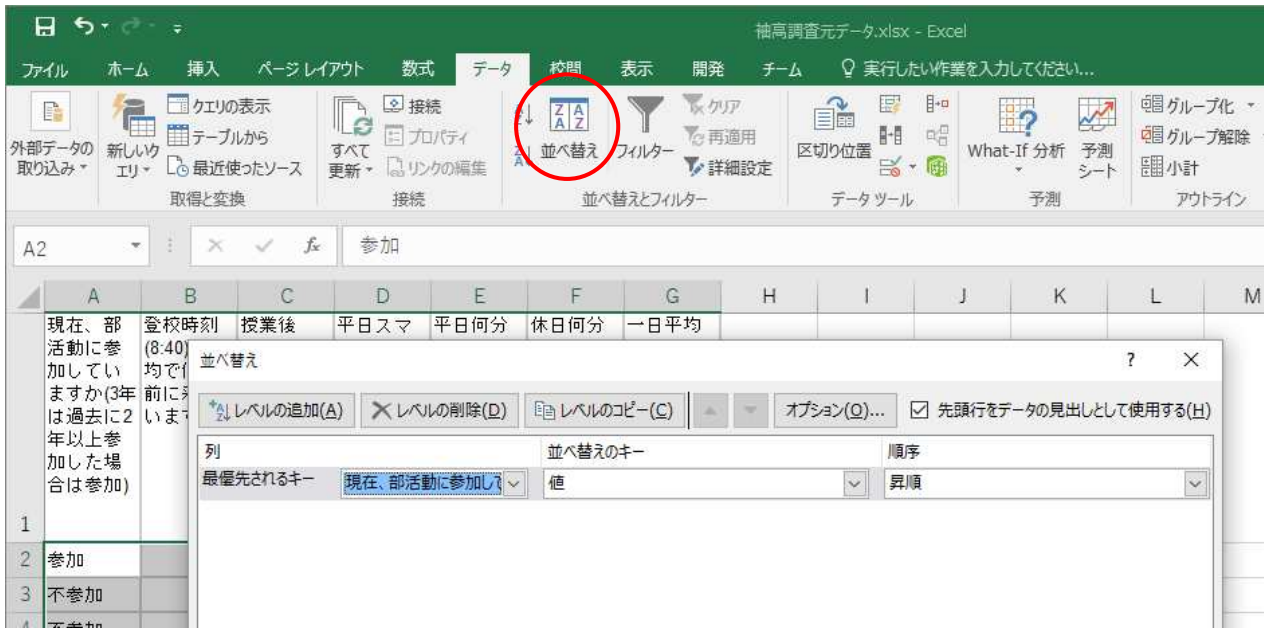 袖高調査元データ.xlsx - Excel
ファイル ホーム 挿入 ページ レイアウト 数式 データ 校閲 表示 開発 チーム 実行したい作業を入力してください...
外部データの
取り込み
新しいク
エリ
クエリの表示
テーブルから
最近使ったソース
取得と変換
すべて
更新
接続
プロパティ
リンクの編集
接続
並べ替え
フィルター
クリア
再適用
詳細設定
並べ替えとフィルター
区切り位置
データ ツール
What-If 分析
予測
シート
予測
グループ化
グループ解除
小計
アウトライン
A2
fx
参加
A B C D E F G H I J K L M
現在、部
活動に参
加してい
ますか(3年
は過去に2
年以上参
加した場
合は参加)
登校時刻
(8:40)
授業後
平日スマ
平日何分
休日何分
一日平均
並べ替え
? ×
レベルの追加(A) レベルの削除(D) レベルのコピー(C) オプション(O)... 先頭行をデータの見出しとして使用する(H)
列 並べ替えのキー 順序
最優先されるキー 現在、部活動に参加して 値 昇順
1
2 参加
3 不参加
4 不参加